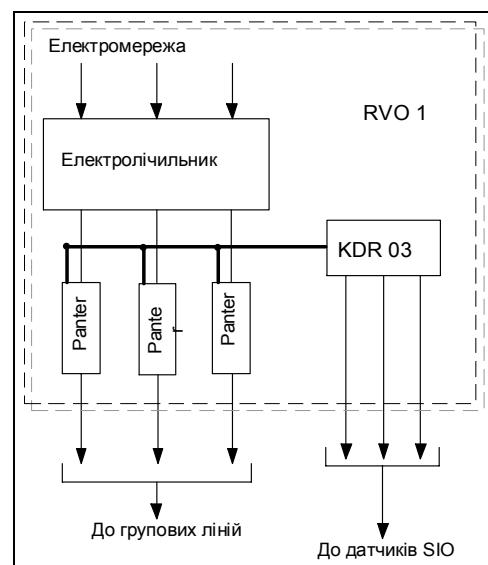 Електромережа
RVO 1
Електролічильник
KDR 03
Panter
Pante
r
Panter
До групових ліній
До датчиків SIO